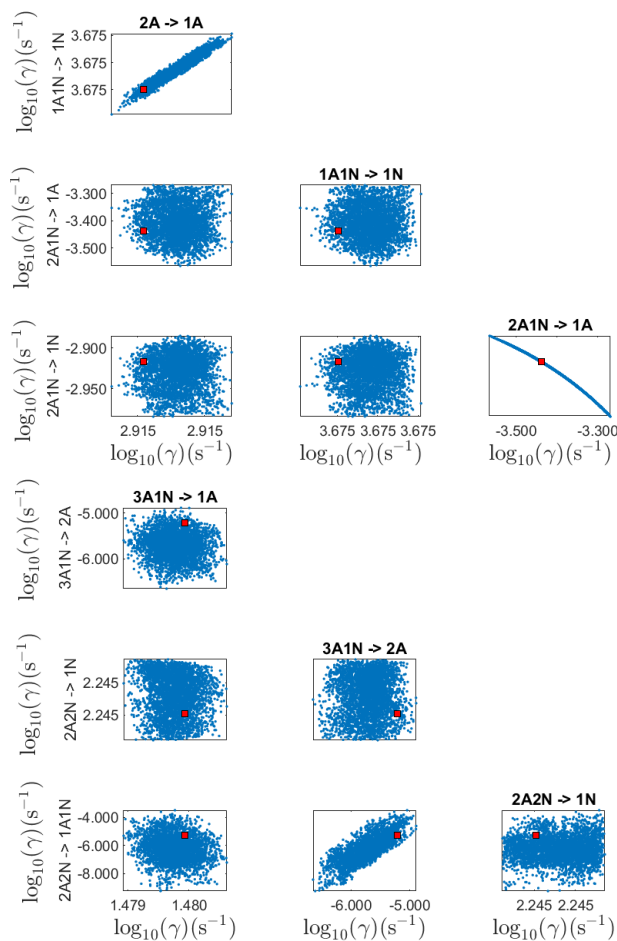 2A -> 1A
log₁₀(γ)(s⁻¹)
1A1N -> 1N
3.675
3.675
3.675
1A1N -> 1N
log₁₀(γ)(s⁻¹)
2A1N -> 1A
-3.300
-3.400
-3.500
2A1N -> 1A
log₁₀(γ)(s⁻¹)
2A1N -> 1N
-2.900
-2.950
2.915 2.915
3.675 3.675 3.675
-3.500 -3.300
log₁₀(γ)(s⁻¹) log₁₀(γ)(s⁻¹) log₁₀(γ)(s⁻¹)
3A1N -> 1A
log₁₀(γ)(s⁻¹)
3A1N -> 2A
-5.000
-6.000
3A1N -> 2A
log₁₀(γ)(s⁻¹)
2A2N -> 1N
2.245
2.245
2A2N -> 1N
log₁₀(γ)(s⁻¹)
2A2N -> 1A1N
-4.000
-6.000
-8.000
1.479 1.480
-6.000 -5.000
2.245 2.245
log₁₀(γ)(s⁻¹) log₁₀(γ)(s⁻¹) log₁₀(γ)(s⁻¹)